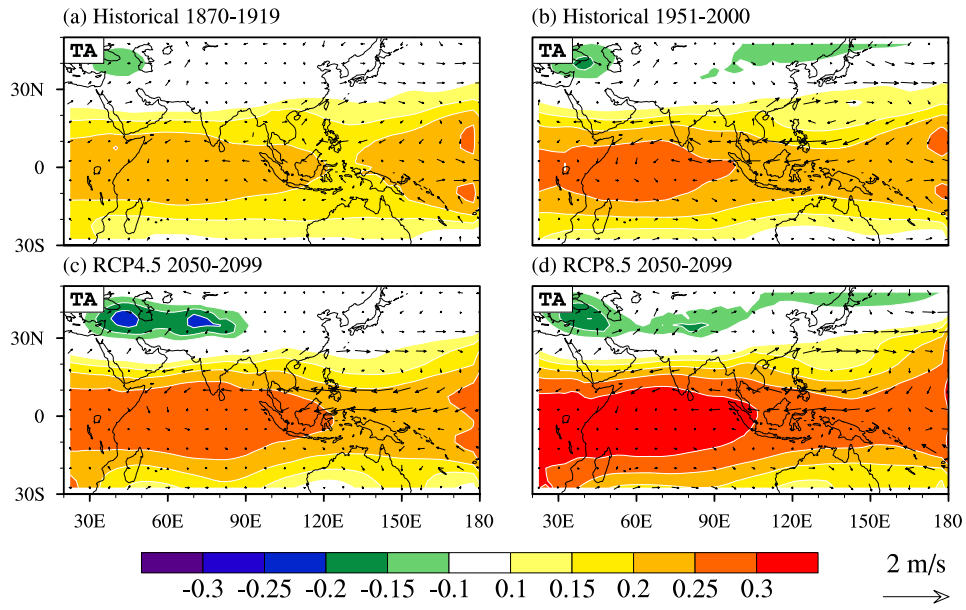 (a) Historical 1870-1919
(b) Historical 1951-2000
TA
TA
30N
0
30S
(c) RCP4.5 2050-2099
(d) RCP8.5 2050-2099
TA
TA
30N
0
30S
30E 60E 90E 120E 150E 180
30E 60E 90E 120E 150E 180
-0.3 -0.25 -0.2 -0.15 -0.1 0.1 0.15 0.2 0.25 0.3
2 m/s